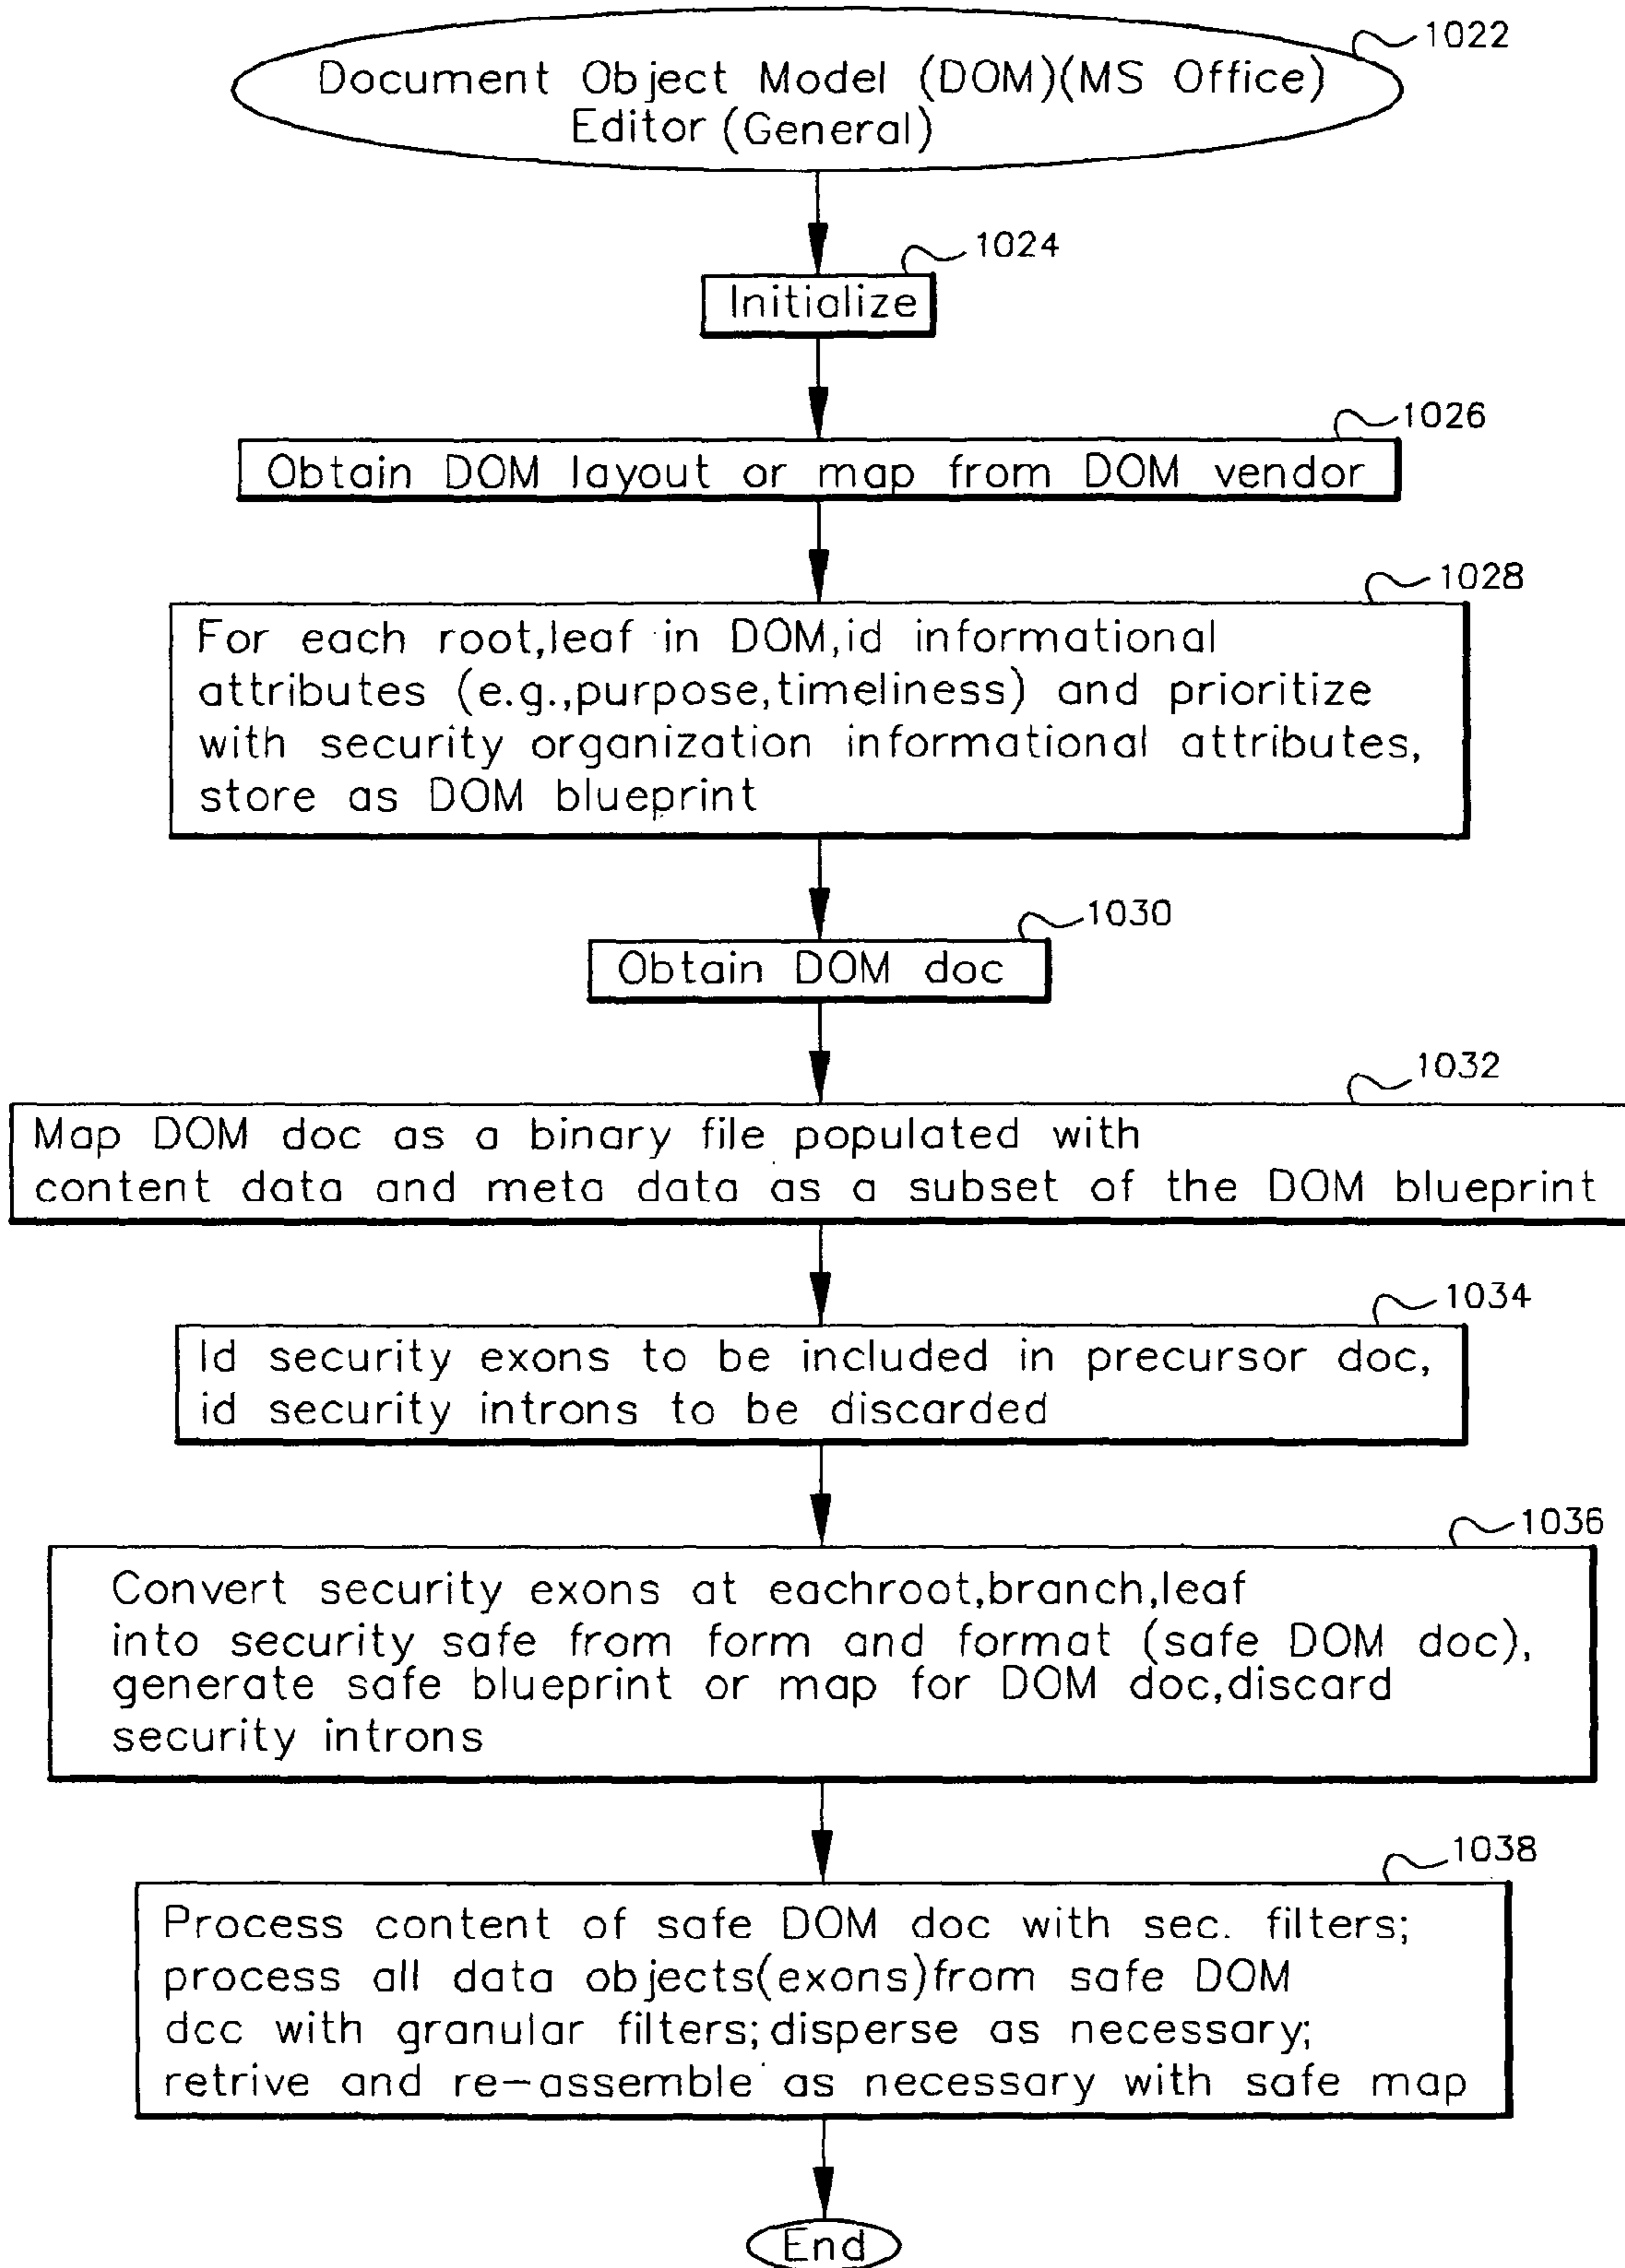 1022
Document Object Model (DOM)(MS Office)
Editor (General)
1024
Initialize
1026
Obtain DOM layout or map from DOM vendor
1028
For each root,leaf in DOM,id informational
attributes (e.g.,purpose,timeliness) and prioritize
with security organization informational attributes,
store as DOM blueprint
1030
Obtain DOM doc
1032
Map DOM doc as a binary file populated with
content data and meta data as a subset of the DOM blueprint
1034
Id security exons to be included in precursor doc,
id security introns to be discarded
1036
Convert security exons at eachroot,branch,leaf
into security safe from form and format (safe DOM doc),
generate safe blueprint or map for DOM doc,discard
security introns
1038
Process content of safe DOM doc with sec. filters;
process all data objects(exons)from safe DOM
dcc with granular filters;disperse as necessary;
retrive and re-assemble as necessary with safe map
End